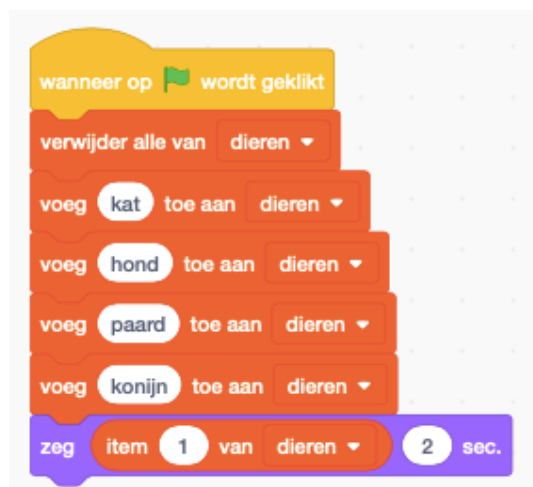 wanneer op wordt geklikt
verwijder alle van dieren
voeg kat toe aan dieren
voeg hond toe aan dieren
voeg paard toe aan dieren
voeg konijn toe aan dieren
zeg item 1 van dieren 2 sec.